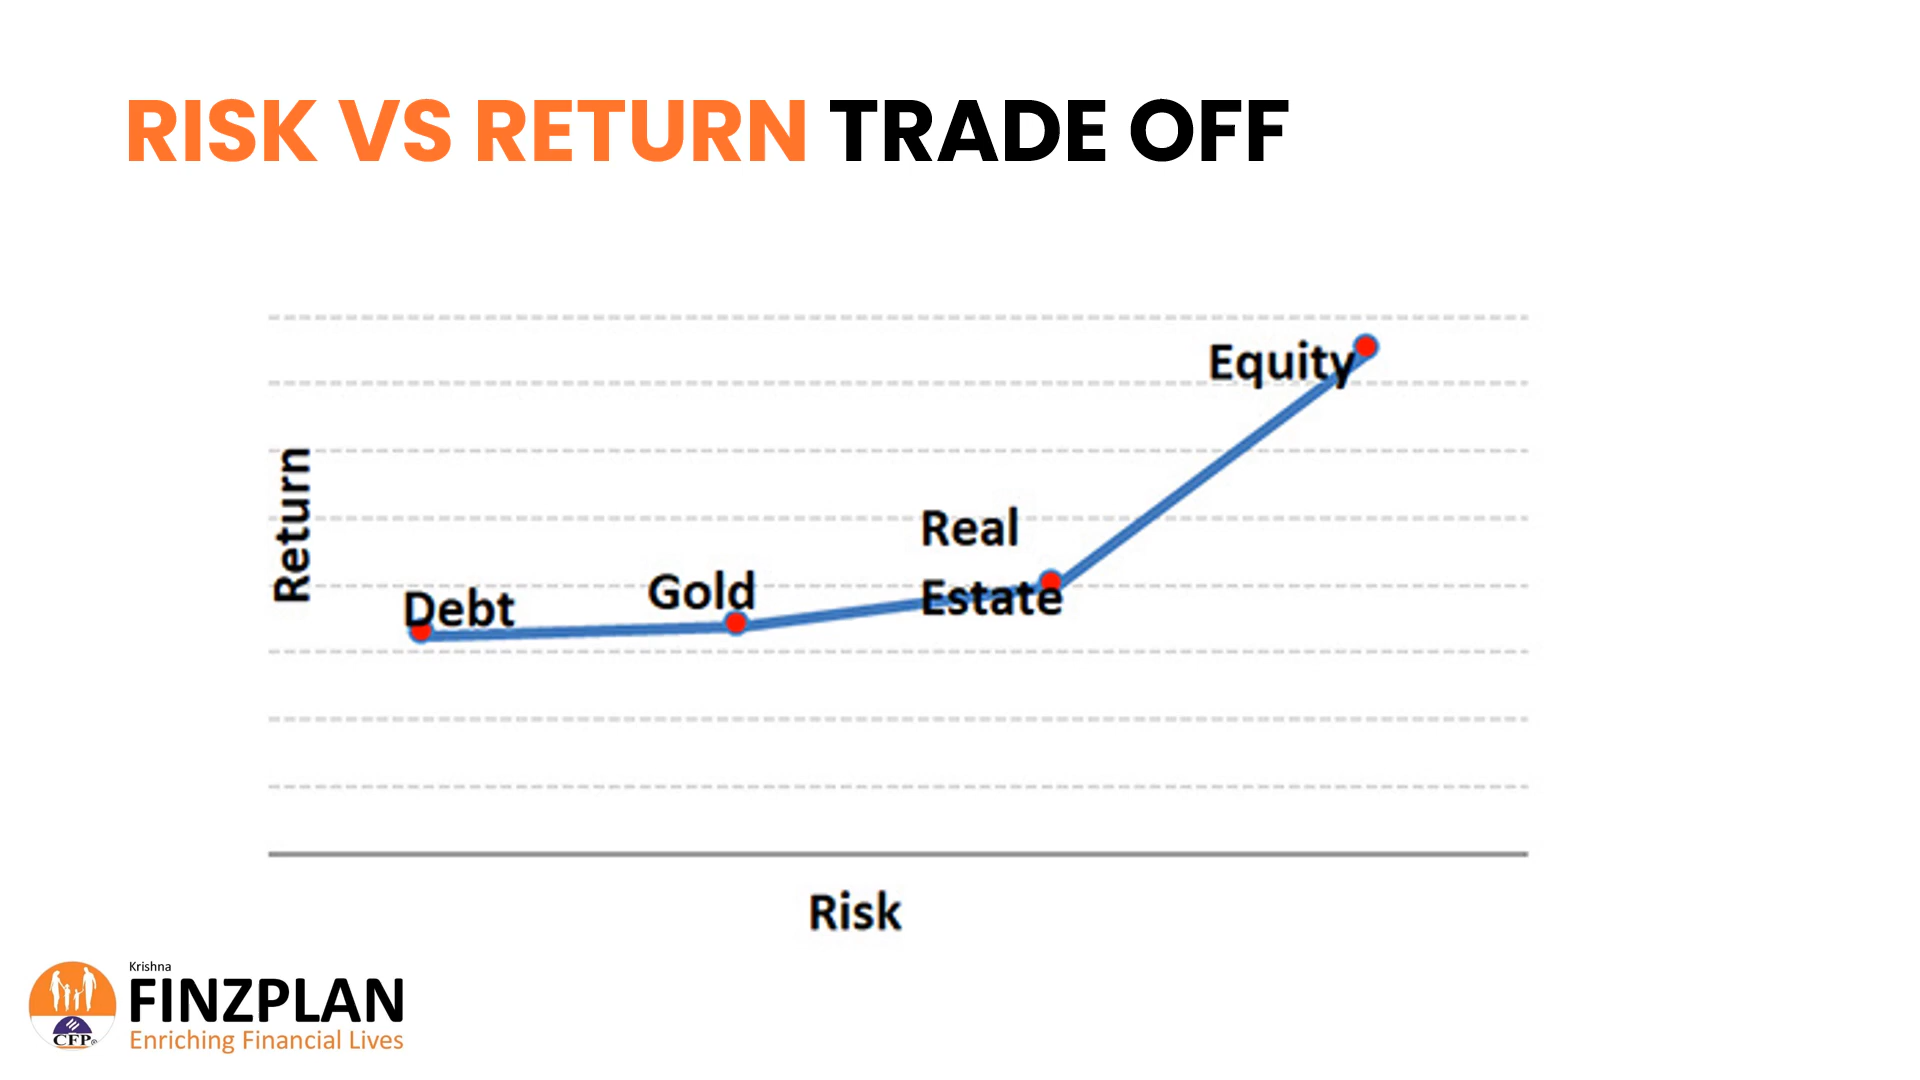 RISK VS RETURN TRADE OFF
Equity
Return
Real
Estate
Gold
Debt
Risk
Krishna
FINZPLAN
Enriching Financial Lives
CFP®